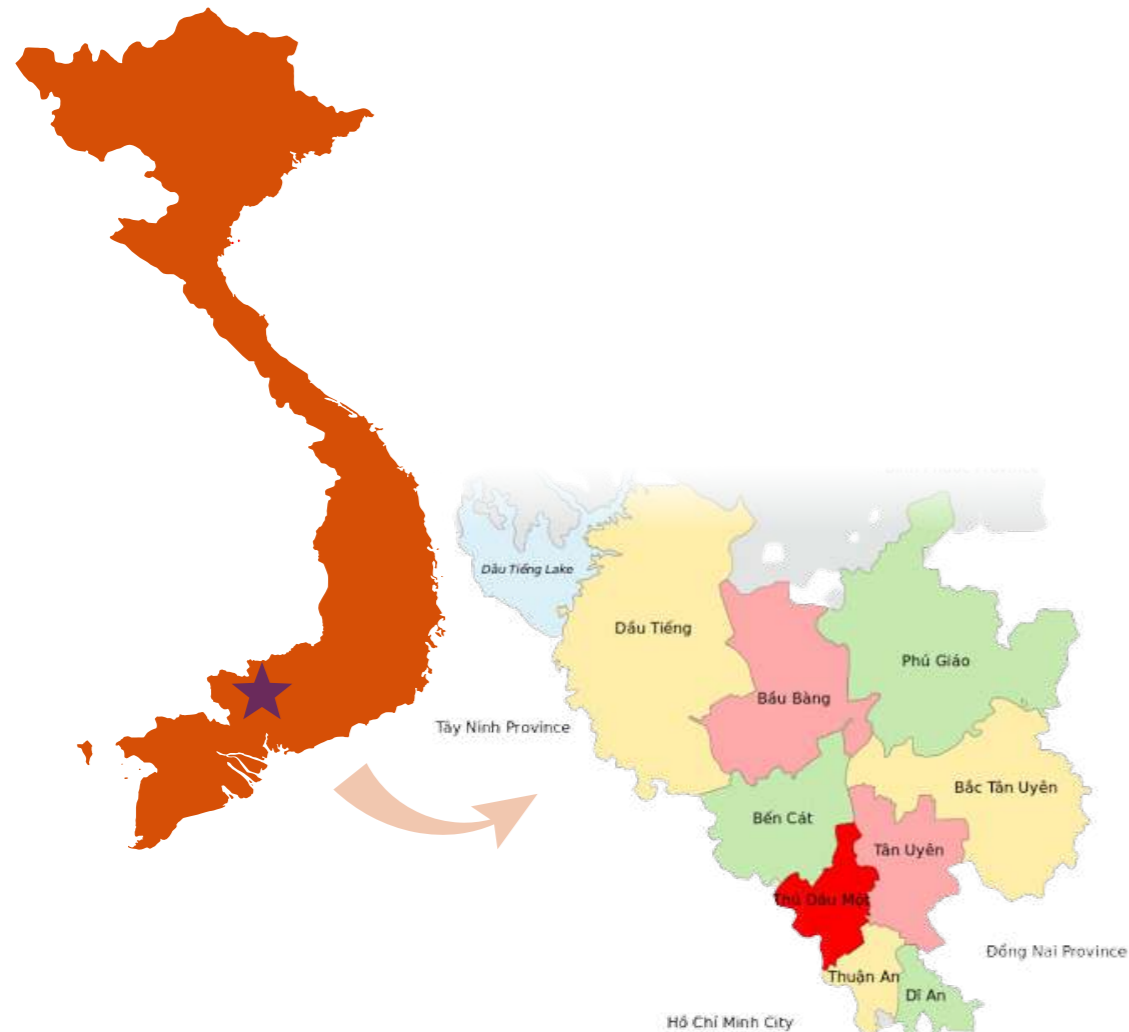 Dầu Tiếng Lake
Dầu Tiếng
Phú Giáo
Bầu Bàng
Tây Ninh Province
Bắc Tân Uyên
Bến Cát
Tân Uyên
Thủ Dầu Một
Đồng Nai Province
Thuận An
Dĩ An
Hồ Chí Minh City